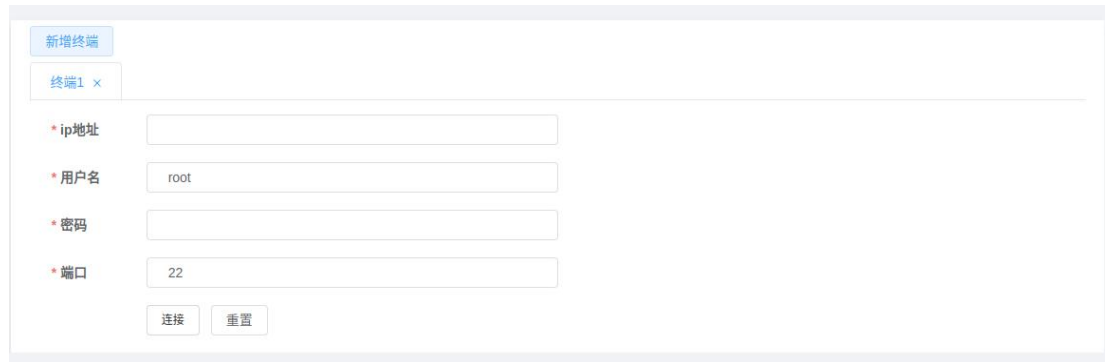 新增终端
终端1 ×
* ip地址
* 用户名 root
* 密码
* 端口 22
连接 重置